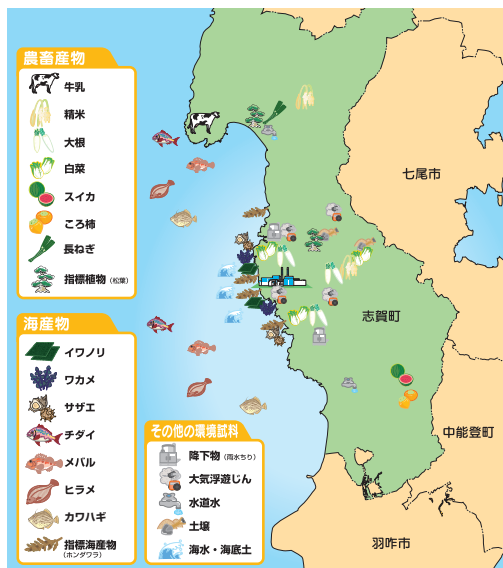 農畜産物
牛乳
精米
大根
白菜
スイカ
ころ柿
長ねぎ
指標植物（松葉）
海産物
イワノリ
ワカメ
サザエ
チダイ
メバル
ヒラメ
カワハギ
指標海産物
（ホンダワラ）
その他の環境試料
降下物（雨水ちり）
大気浮遊じん
水道水
土壌
海水・海底土
七尾市
志賀町
中能登町
羽咋市